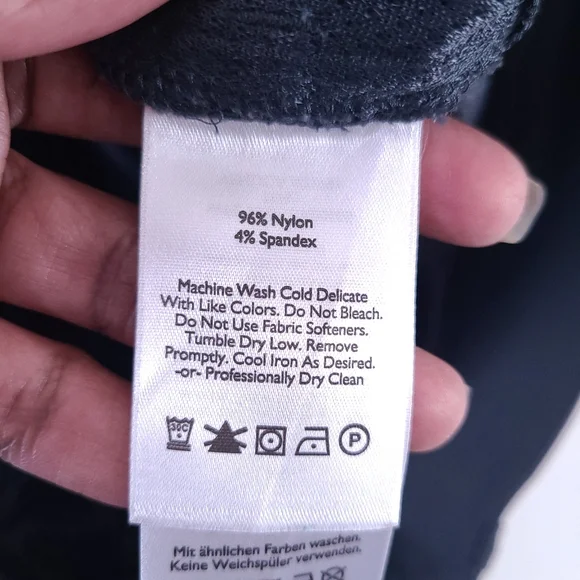 96% Nylon
4% Spandex
Machine Wash Cold Delicate
With Like Colors. Do Not Bleach.
Do Not Use Fabric Softeners.
Tumble Dry Low. Remove
Promptly. Cool Iron As Desired.
-or- Professionally Dry Clean
30C
P
Mit ähnlichen Farben waschen.
Keine Weichspüler verwenden.